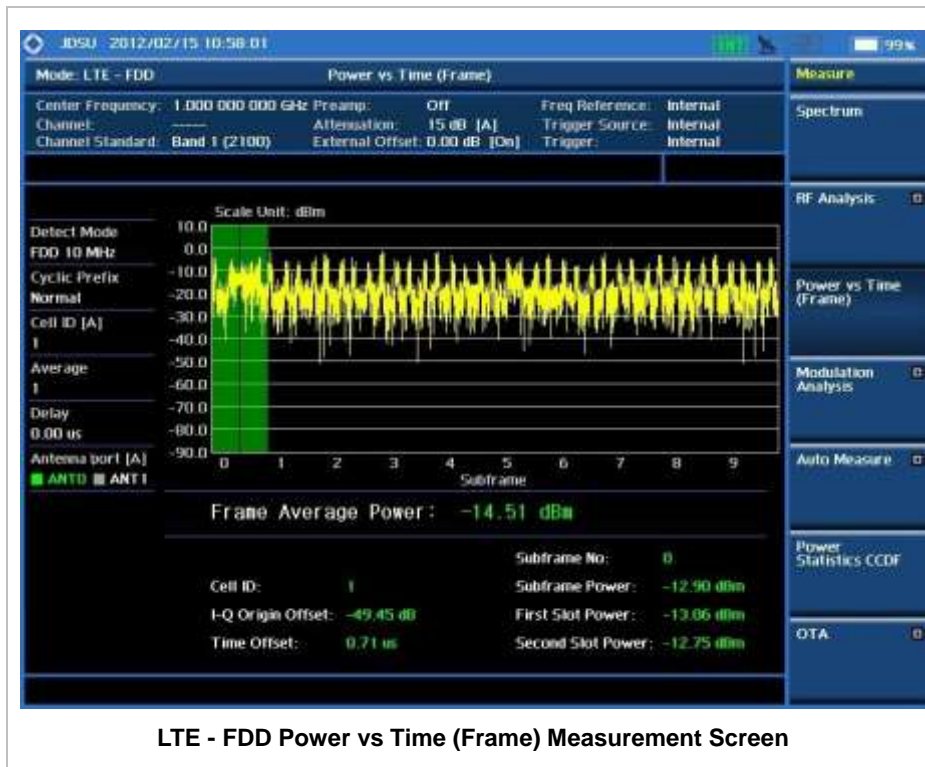 JDSU 2012/02/15 10:58:01
99%
Mode: LTE - FDD Power vs Time (Frame)
Measure
Center Frequency: 1.000 000 000 GHz Preamp: Off Freq Reference: Internal
Channel: ---- Attenuation: 15 dB [A] Trigger Source: Internal
Channel Standard: Band 1 (2100) External Offset: 0.00 dB [On] Trigger: Internal
Spectrum
RF Analysis
Power vs Time
(Frame)
Modulation
Analysis
Auto Measure
Power
Statistics CCDF
OTA
Scale Unit: dBm
Detect Mode
FDD 10 MHz
Cyclic Prefix
Normal
Cell ID [A]
1
Average
1
Delay
0.00 us
Antenna port [A]
ANT0 ANT1
10.0
0.0
-10.0
-20.0
-30.0
-40.0
-50.0
-60.0
-70.0
-80.0
-90.0
0 1 2 3 4 5 6 7 8 9
Subframe
Frame Average Power: -14.51 dBm
Subframe No: 0
Cell ID: 1 Subframe Power: -12.90 dBm
I-Q Origin Offset: -49.45 dB First Slot Power: -13.06 dBm
Time Offset: 0.71 us Second Slot Power: -12.75 dBm
LTE - FDD Power vs Time (Frame) Measurement Screen